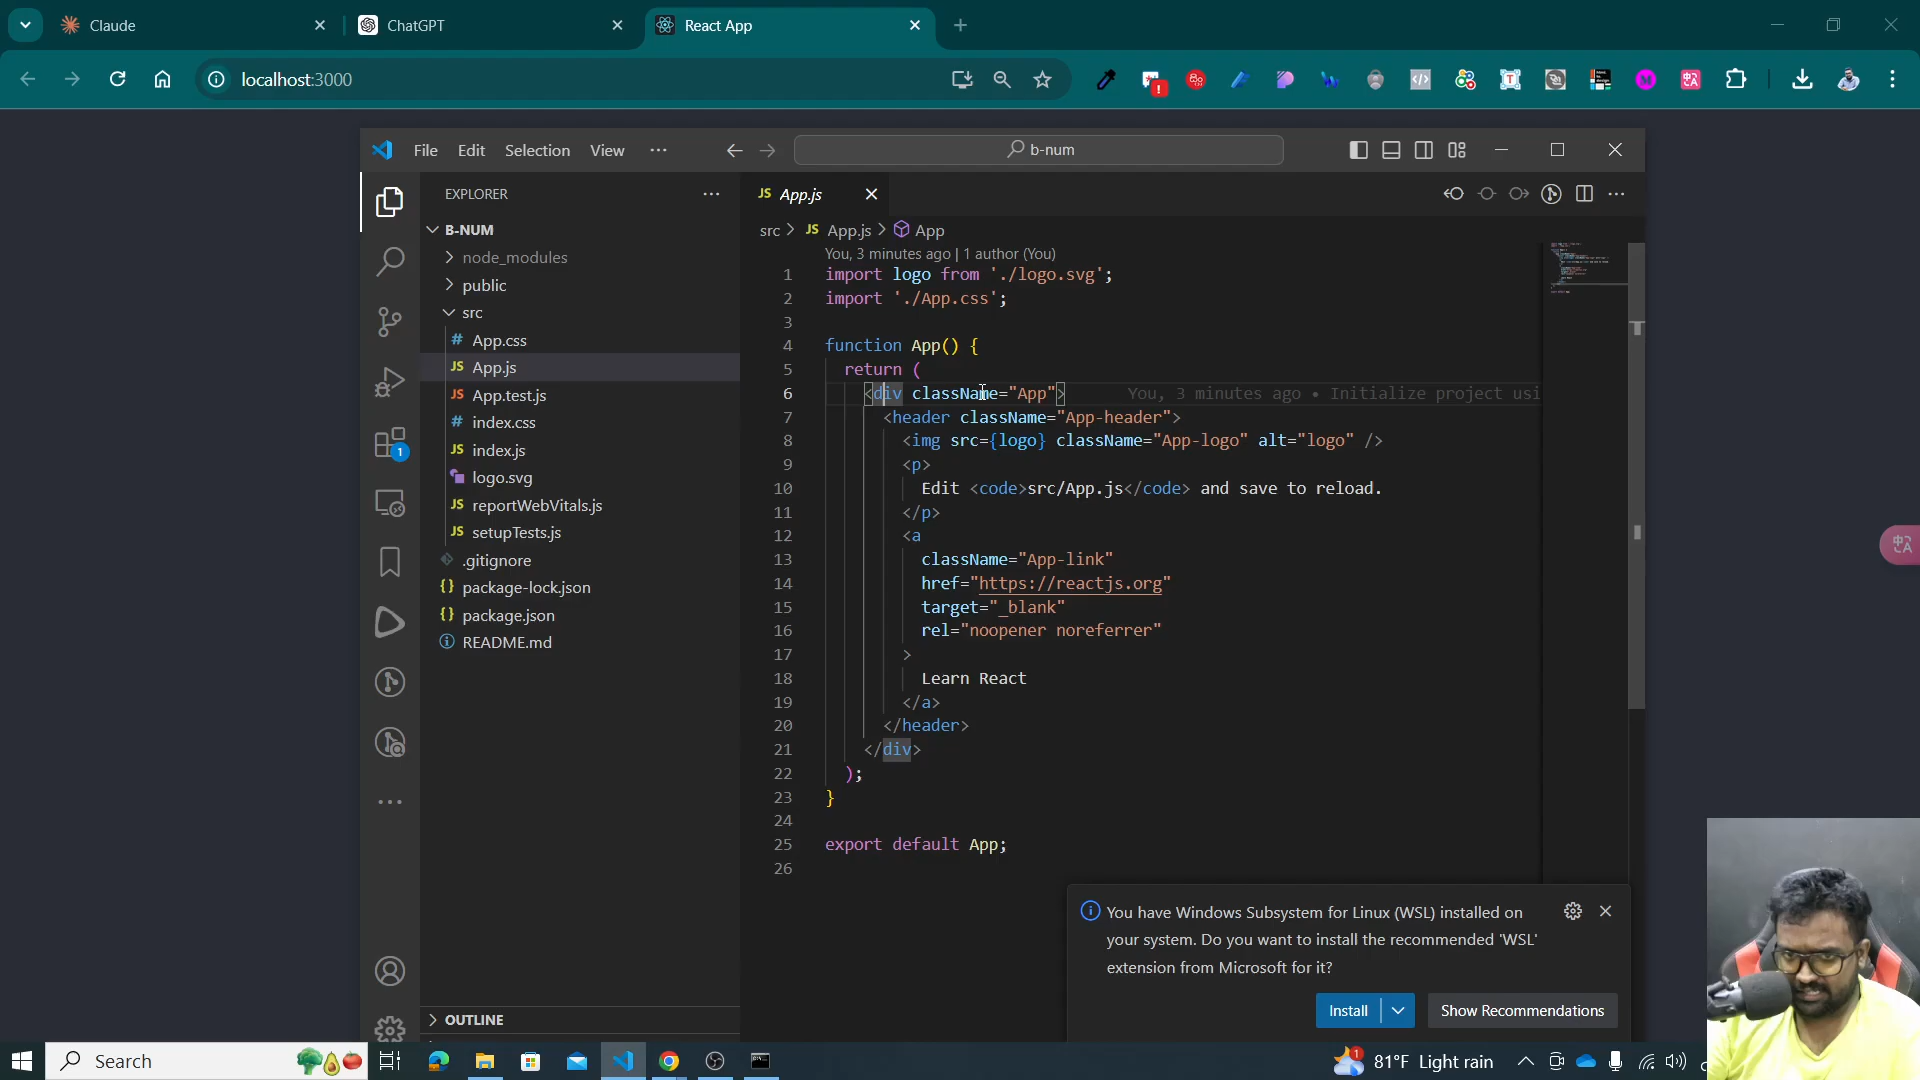 Claude
ChatGPT
React App
localhost:3000
File Edit Selection View ···
b-num
EXPLORER
B-NUM
node_modules
public
src
# App.css
JS App.js
JS App.test.js
# index.css
JS index.js
logo.svg
JS reportWebVitals.js
JS setupTests.js
.gitignore
{} package-lock.json
{} package.json
README.md
OUTLINE
1
JS App.js
src > JS App.js > App
You, 3 minutes ago | 1 author (You)
1 import logo from './logo.svg';
2 import './App.css';
3
4 function App() {
5 return (
6 <div className="App"> You, 3 minutes ago • Initialize project usi
7 <header className="App-header">
8 <img src={logo} className="App-logo" alt="logo" />
9 <p>
10 Edit <code>src/App.js</code> and save to reload.
11 </p>
12 <a
13 className="App-link"
14 href="https://reactjs.org"
15 target="_blank"
16 rel="noopener noreferrer"
17 >
18 Learn React
19 </a>
20 </header>
21 </div>
22 );
23 }
24
25 export default App;
26
You have Windows Subsystem for Linux (WSL) installed on
your system. Do you want to install the recommended 'WSL'
extension from Microsoft for it?
Install
Show Recommendations
Search
1
81°F Light rain